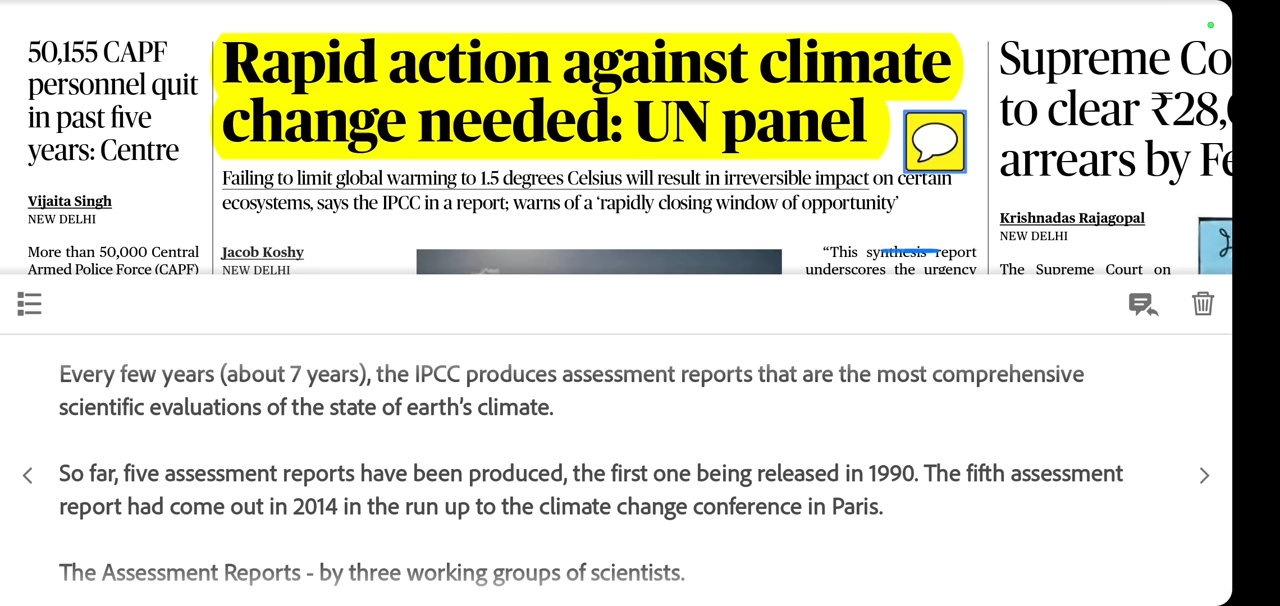 50,155 CAPF
personnel quit
in past five
years: Centre
Vijaita Singh
NEW DELHI
More than 50,000 Central
Armed Police Force (CAPF)
Rapid action against climate
change needed: UN panel
Failing to limit global warming to 1.5 degrees Celsius will result in irreversible impact on certain
ecosystems, says the IPCC in a report; warns of a ‘rapidly closing window of opportunity’
Jacob Koshy
NEW DELHI
“This synthesis report
underscores the urgency
Supreme Co
to clear ₹28,
arrears by Fe
Krishnadas Rajagopal
NEW DELHI
The Supreme Court on
Every few years (about 7 years), the IPCC produces assessment reports that are the most comprehensive
scientific evaluations of the state of earth’s climate.
So far, five assessment reports have been produced, the first one being released in 1990. The fifth assessment
report had come out in 2014 in the run up to the climate change conference in Paris.
The Assessment Reports - by three working groups of scientists.